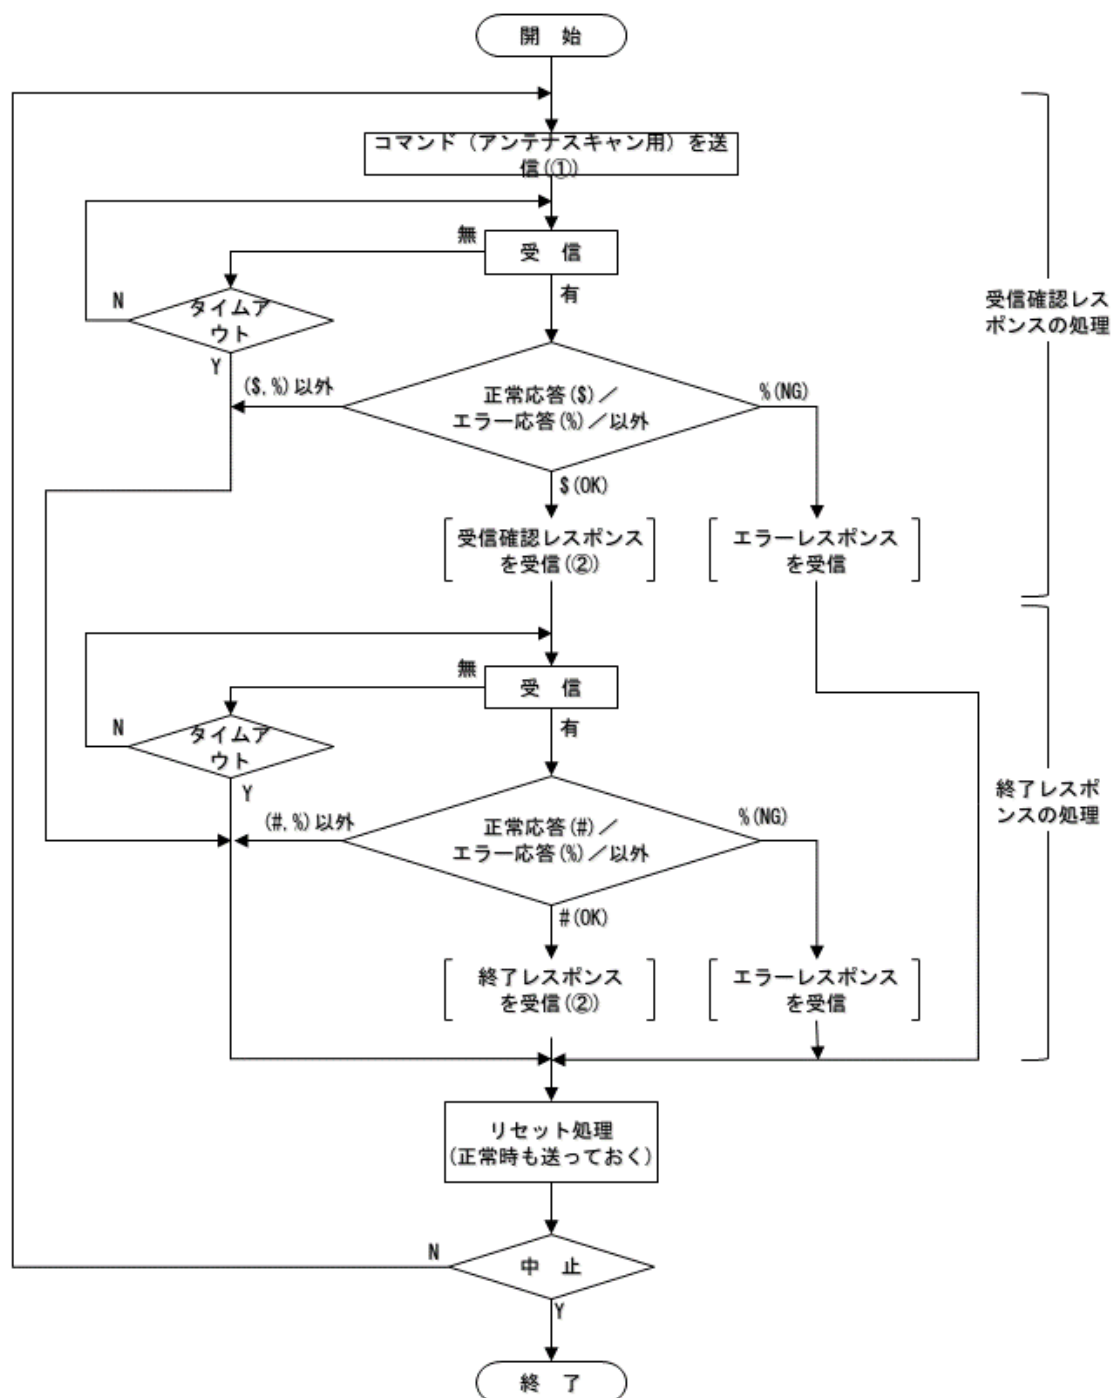 開 始
コマンド（アンテナスキャン用）を送
信(①)
無
受 信
有
N
タイムア
ウト
Y
受信確認レス
ポンスの処理
($,%)以外
正常応答($)／
エラー応答(%)／以外
%(NG)
$(OK)
受信確認レスポンス
を受信(②)
エラーレスポンス
を受信
無
受 信
有
N
タイムア
ウト
Y
終了レスポ
ンスの処理
(#,%)以外
正常応答(#)／
エラー応答(%)／以外
%(NG)
#(OK)
終了レスポンス
を受信(②)
エラーレスポンス
を受信
リセット処理
(正常時も送っておく)
N
中 止
Y
終 了